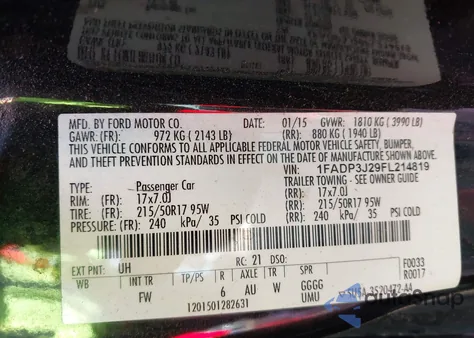 MFD. BY FORD MOTOR CO.
DATE: 01/15 GVWR: 1810 KG (3990 LB)
GAWR: (FR): 972 KG (2143 LB) (RR): 880 KG (1940 LB)
THIS VEHICLE CONFORMS TO ALL APPLICABLE FEDERAL MOTOR VEHICLE SAFETY, BUMPER,
AND THEFT PREVENTION STANDARDS IN EFFECT ON THE DATE OF MANUFACTURE SHOWN ABOVE.
VIN: 1FADP3J29FL214819
TYPE: Passenger Car TRAILER TOWING - SEE OWNER GUIDE
RIM: (FR): 17x7.0J (RR): 17x7.0J
TIRE: (FR): 215/50R17 95W (RR): 215/50R17 95W
PRESSURE: (FR): 240 kPa/ 35 PSI COLD (RR): 240 kPa/ 35 PSI COLD
EXT PNT: UH RC: 21 DSO: F0033
WB INT TR TP/PS R AXLE TR SPR R0017
FW 6 AU W GGGG
UMU
1201501282631
autoSnap